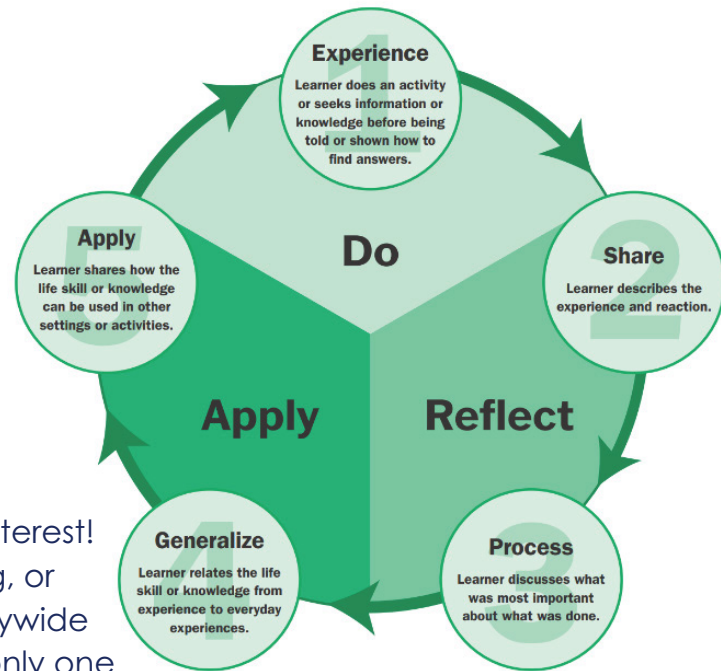 1
Experience
Learner does an activity
or seeks information or
knowledge before being
told or shown how to
find answers.
Do
2
Share
Learner describes the
experience and reaction.
Reflect
3
Process
Learner discusses what
was most important
about what was done.
4
Generalize
Learner relates the life
skill or knowledge from
experience to everyday
experiences.
Apply
5
Apply
Learner shares how the
life skill or knowledge
can be used in other
settings or activities.
or
only one